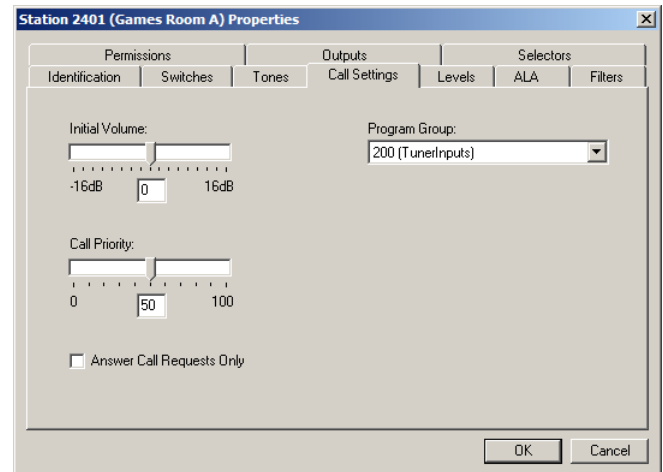 Station 2401 (Games Room A) Properties
Permissions Outputs Selectors
Identification Switches Tones Call Settings Levels ALA Filters
Initial Volume:
Program Group:
200 (TunerInputs)
-16dB 0 16dB
Call Priority:
0 50 100
Answer Call Requests Only
OK Cancel